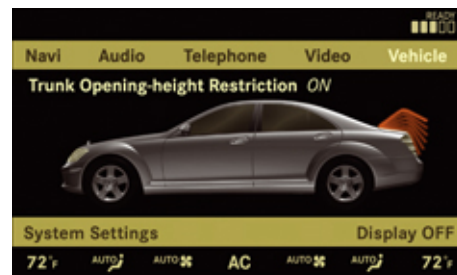 READY
Navi Audio Telephone Video Vehicle
Trunk Opening-height Restriction ON
System Settings Display OFF
72°F AUTO AUTO AC AUTO AUTO 72°F